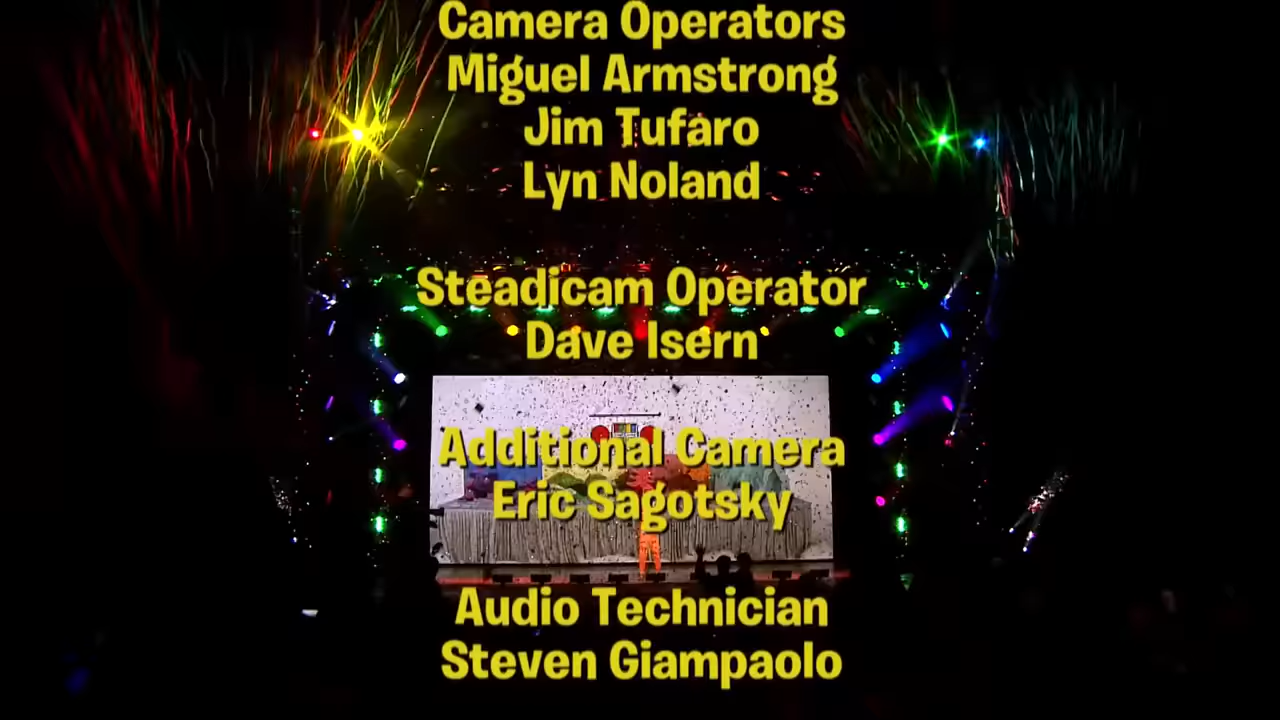 Camera Operators
Miguel Armstrong
Jim Tufaro
Lyn Noland
Steadicam Operator
Dave Isern
Additional Camera
Eric Sagotsky
Audio Technician
Steven Giampaolo